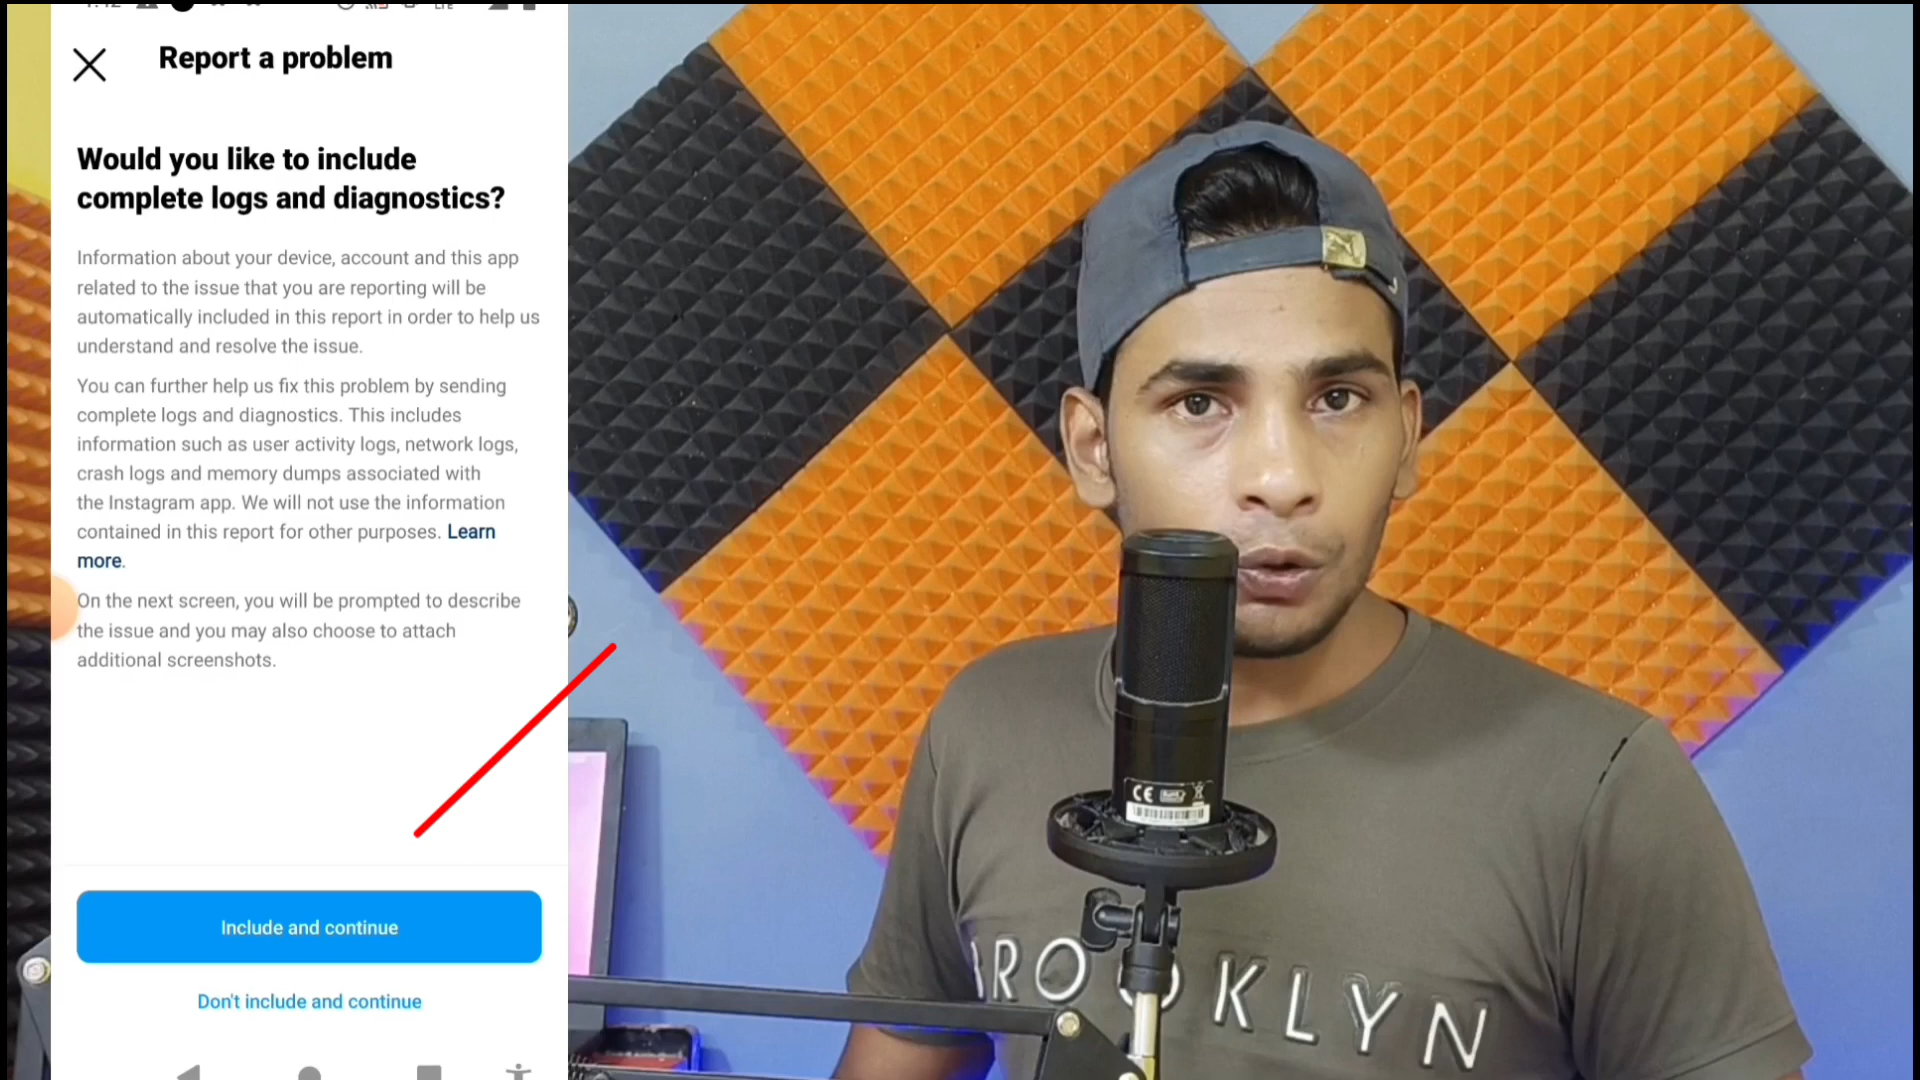 Report a problem
Would you like to include
complete logs and diagnostics?
Information about your device, account and this app
related to the issue that you are reporting will be
automatically included in this report in order to help us
understand and resolve the issue.
You can further help us fix this problem by sending
complete logs and diagnostics. This includes
information such as user activity logs, network logs,
crash logs and memory dumps associated with
the Instagram app. We will not use the information
contained in this report for other purposes. Learn
more.
On the next screen, you will be prompted to describe
the issue and you may also choose to attach
additional screenshots.
Include and continue
Don't include and continue
CE
BROOKLYN